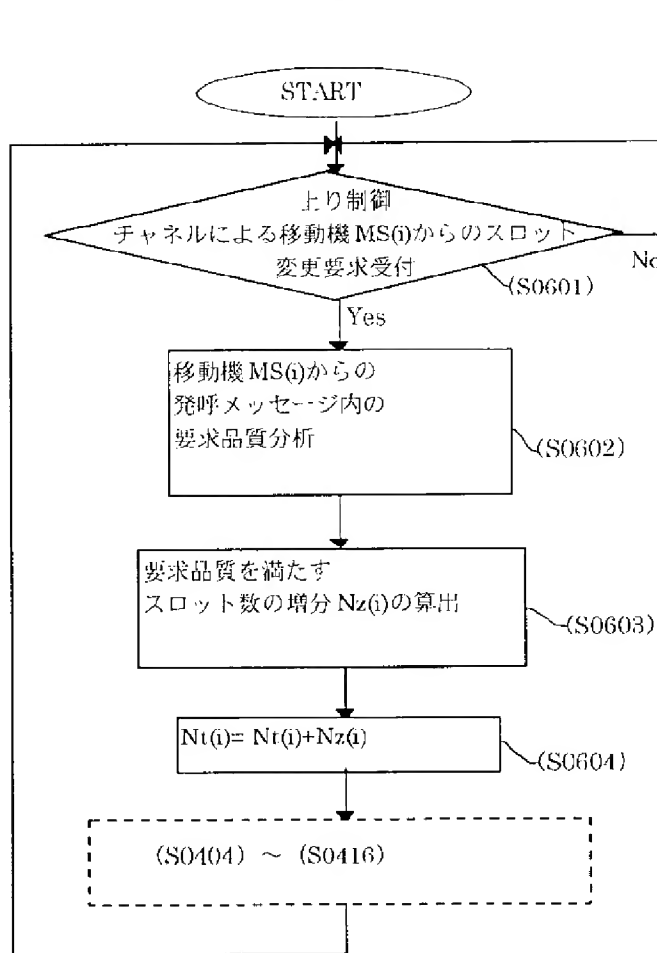 START
上り制御
チャネルによる移動機MS(i)からのスロット
変更要求受付
No
(S0601)
Yes
移動機MS(i)からの
発呼メッセージ内の
要求品質分析
(S0602)
要求品質を満たす
スロット数の増分Nz(i)の算出
(S0603)
Nt(i)= Nt(i)+Nz(i)
(S0604)
(S0404) ～ (S0416)